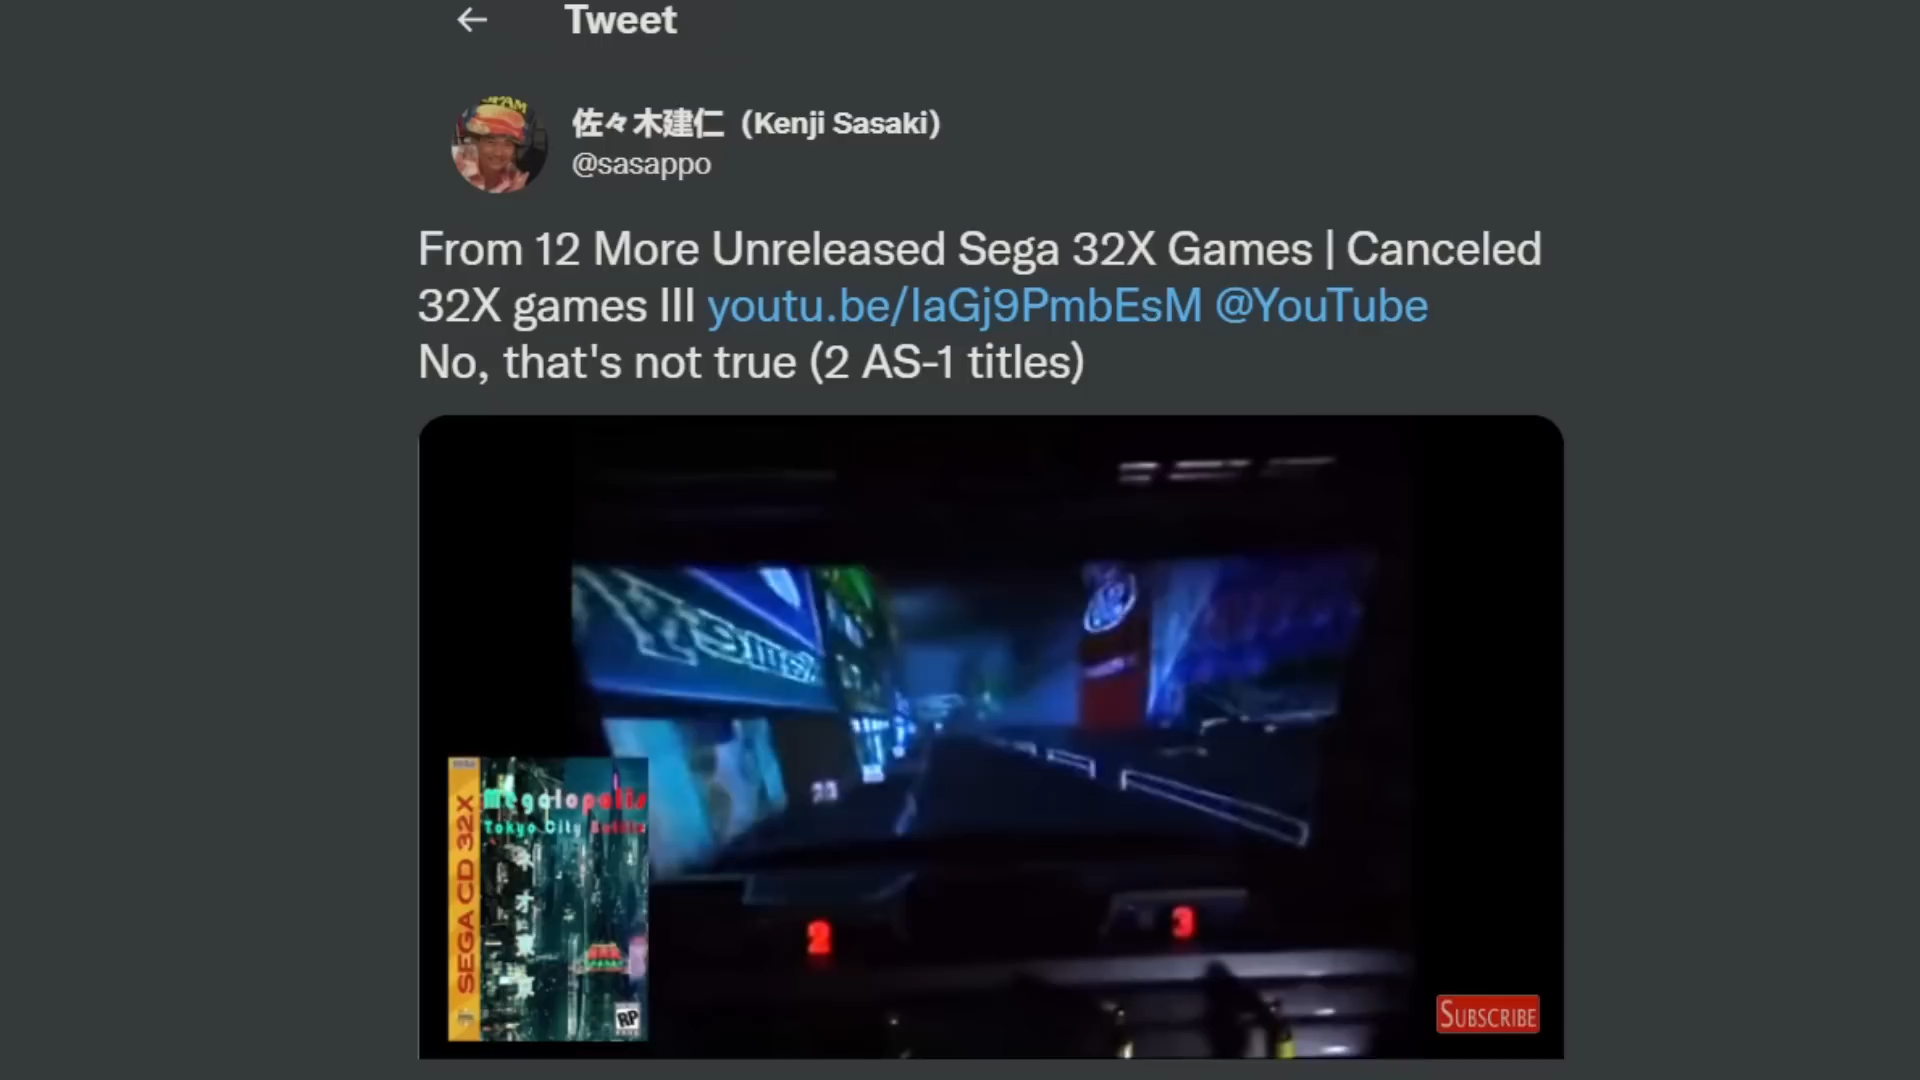 Tweet
佐々木建仁（Kenji Sasaki）
@sasappo
From 12 More Unreleased Sega 32X Games | Canceled
32X games III youtu.be/IaGj9PmbEsM @YouTube
No, that's not true (2 AS-1 titles)
2
3
SEGA CD 32X
Megalopolis
Tokyo City Battle
RP
SUBSCRIBE